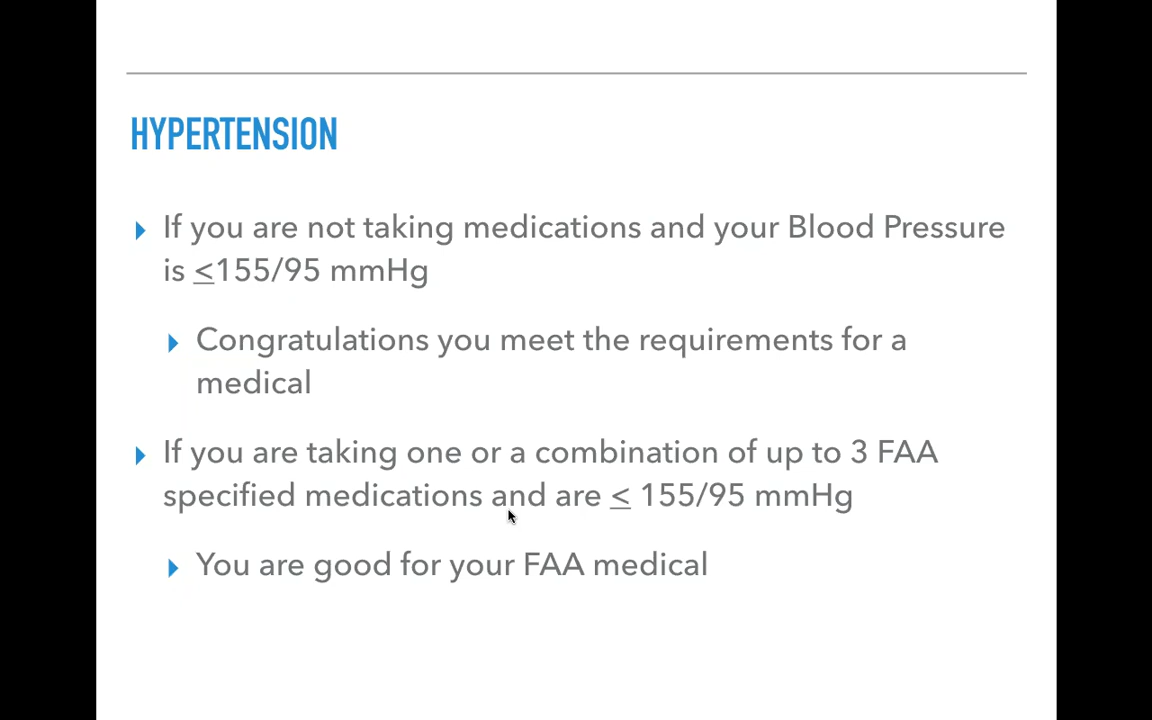 HYPERTENSION
If you are not taking medications and your Blood Pressure
is ≤155/95 mmHg
Congratulations you meet the requirements for a
medical
If you are taking one or a combination of up to 3 FAA
specified medications and are ≤ 155/95 mmHg
You are good for your FAA medical